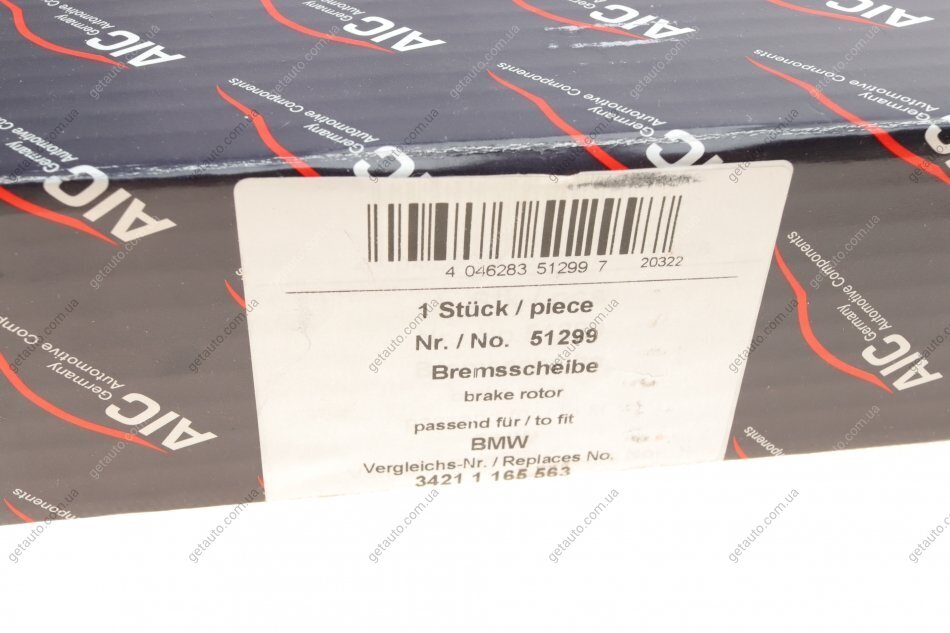 AIC Germany
Automotive Components
4 046283 51299 7
20322
1 Stück / piece
Nr. / No. 51299
Bremsscheibe
brake rotor
passend für / to fit
BMW
Vergleichs-Nr. / Replaces No.
3421 1 165 563
getauto.com.ua